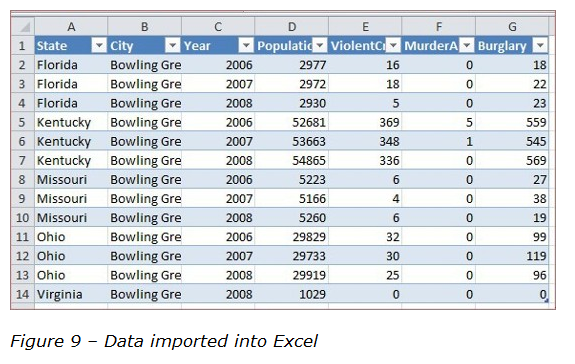 A B C D E F G
1 State City Year Populatic ViolentCr MurderA Burglary
2 Florida Bowling Gre 2006 2977 16 0 18
3 Florida Bowling Gre 2007 2972 18 0 22
4 Florida Bowling Gre 2008 2930 5 0 23
5 Kentucky Bowling Gre 2006 52681 369 5 559
6 Kentucky Bowling Gre 2007 53663 348 1 545
7 Kentucky Bowling Gre 2008 54865 336 0 569
8 Missouri Bowling Gre 2006 5223 6 0 27
9 Missouri Bowling Gre 2007 5166 4 0 38
10 Missouri Bowling Gre 2008 5260 6 0 19
11 Ohio Bowling Gre 2006 29829 32 0 99
12 Ohio Bowling Gre 2007 29733 30 0 119
13 Ohio Bowling Gre 2008 29919 25 0 96
14 Virginia Bowling Gre 2008 1029 0 0 0
Figure 9 – Data imported into Excel